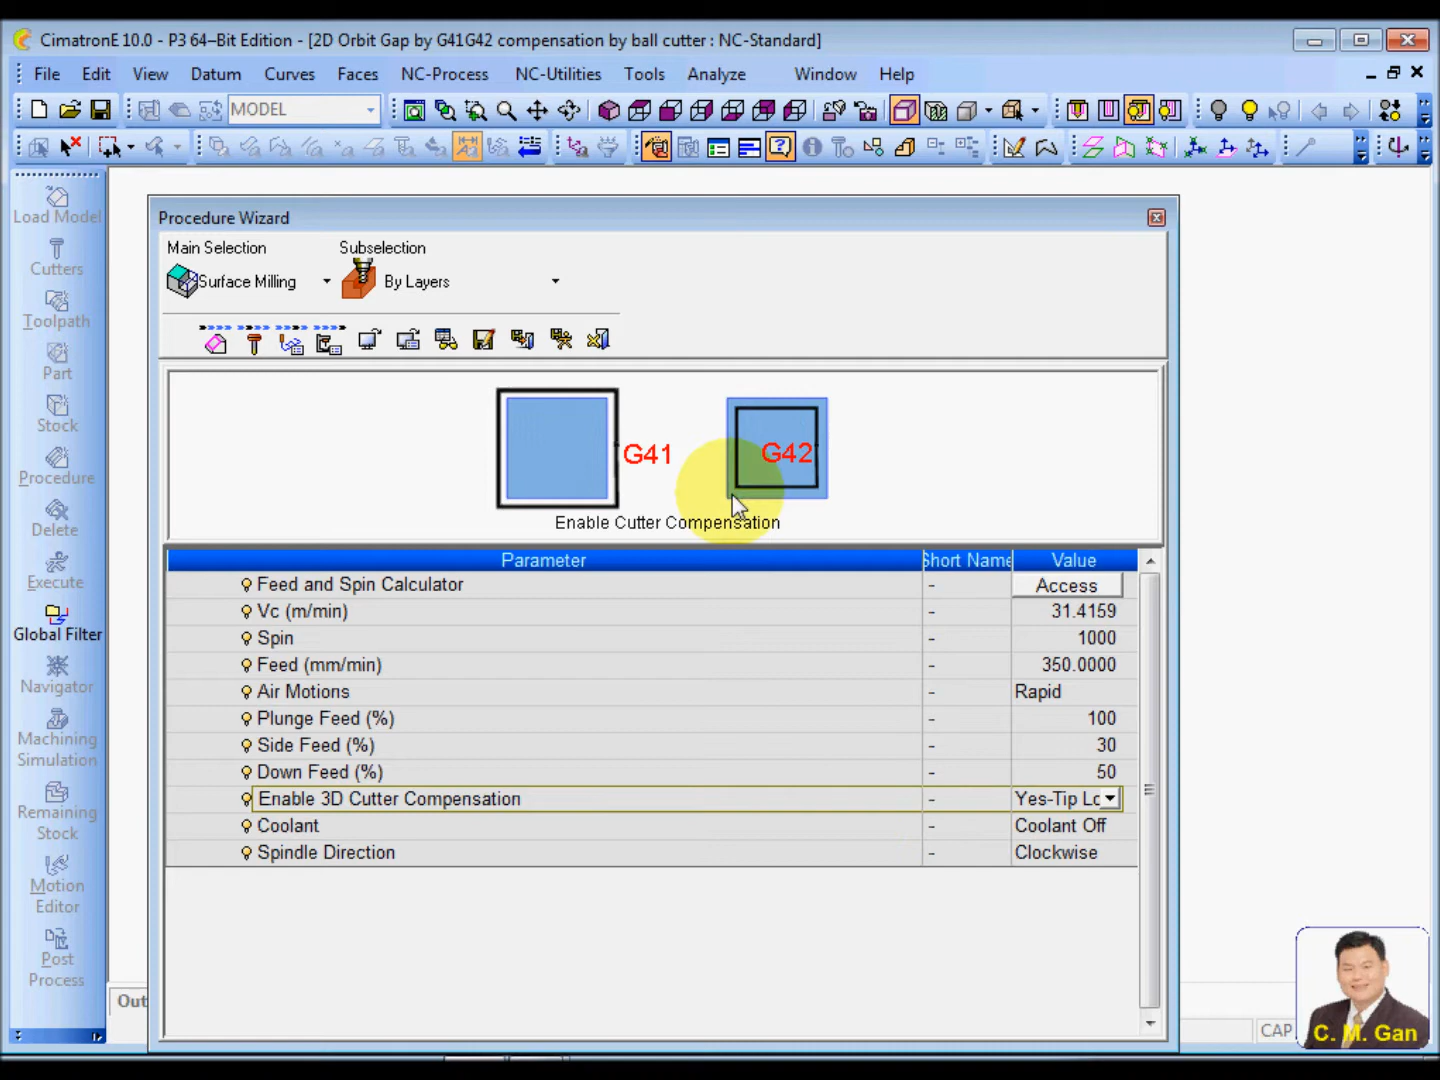 CimatronE 10.0 - P3 64-Bit Edition - [2D Orbit Gap by G41G42 compensation by ball cutter : NC-Standard]
File Edit View Datum Curves Faces NC-Process NC-Utilities Tools Analyze Window Help
MODEL
Load Model
Cutters
Toolpath
Part
Stock
Procedure
Delete
Execute
Global Filter
Navigator
Machining
Simulation
Remaining
Stock
Motion
Editor
Post
Process
Procedure Wizard
Main Selection Subselection
Surface Milling By Layers
G41 G42
Enable Cutter Compensation
Parameter Short Name Value
Feed and Spin Calculator - Access
Vc (m/min) - 31.4159
Spin - 1000
Feed (mm/min) - 350.0000
Air Motions - Rapid
Plunge Feed (%) - 100
Side Feed (%) - 30
Down Feed (%) - 50
Enable 3D Cutter Compensation - Yes-Tip Lo
Coolant - Coolant Off
Spindle Direction - Clockwise
Out
CAP
C. M. Gan